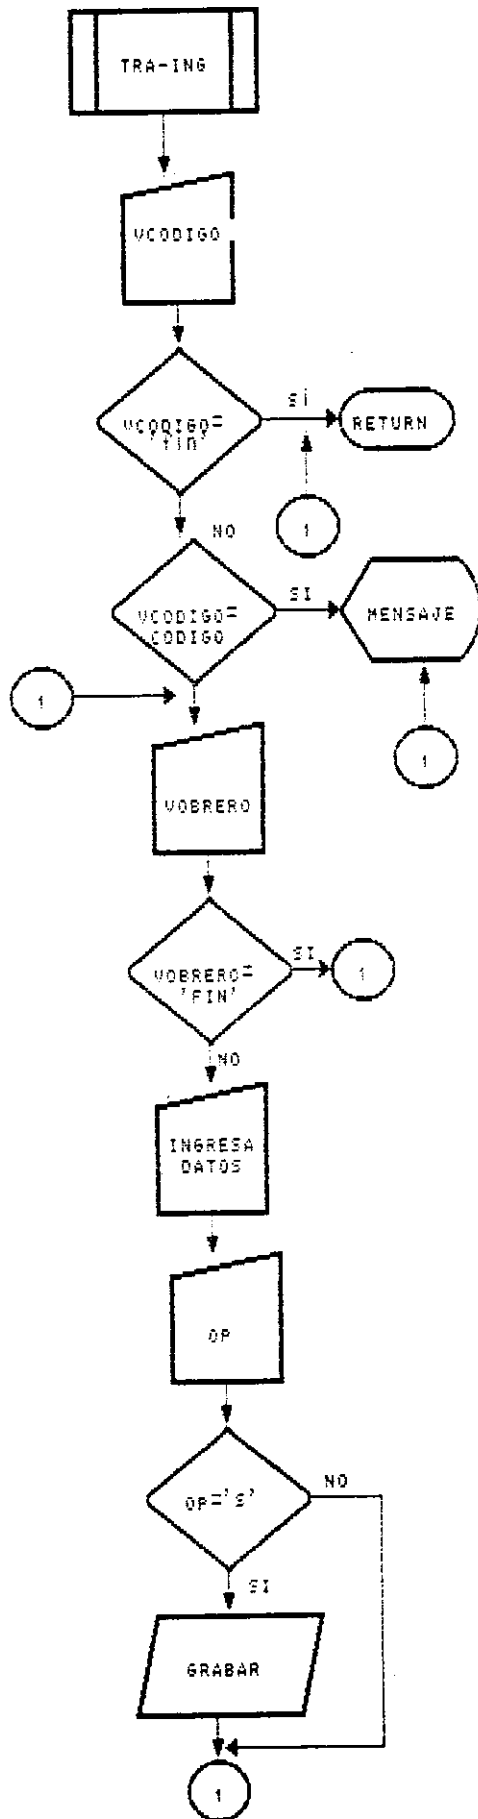 TRA-ING
VCODIGO
VCODIGO=
'fin'
SI
RETURN
1
NO
VCODIGO=
CODIGO
SI
MENSAJE
1
1
VOBRERO
VOBRERO=
'FIN'
SI
1
NO
INGRESA
DATOS
OP
OP='S'
NO
SI
GRABAR
1